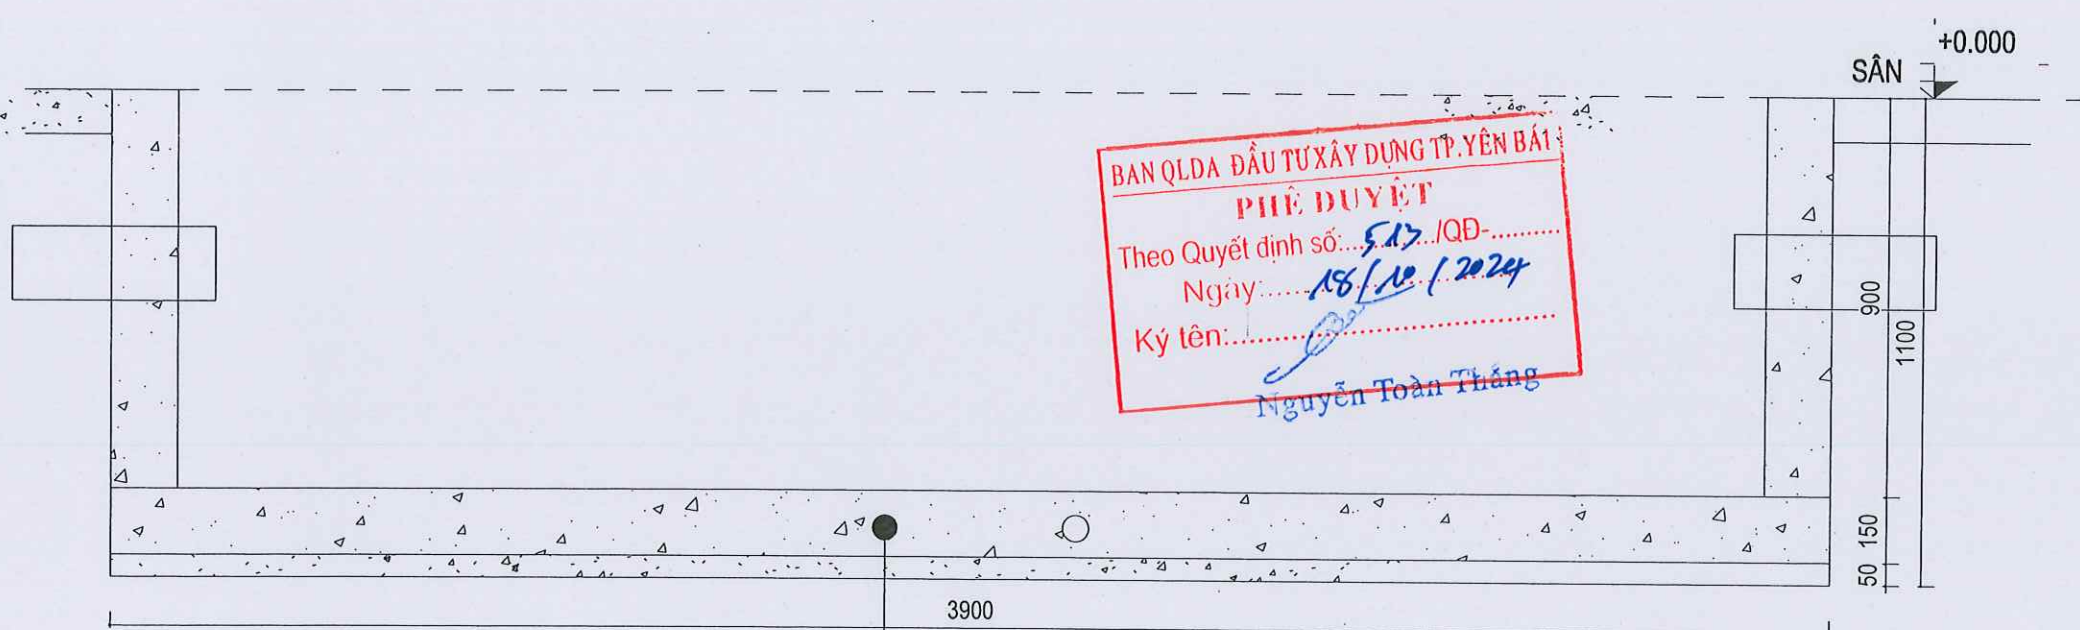 +0.000
SÂN
BAN QLDA ĐẦU TƯ XÂY DỰNG TP.YÊN BÁI
PHÊ DUYỆT
Theo Quyết định số:....513.../QĐ-..........
Ngày:......18/10/2024
Ký tên:..........
Nguyễn Toàn Thắng
900
1100
150
50
3900